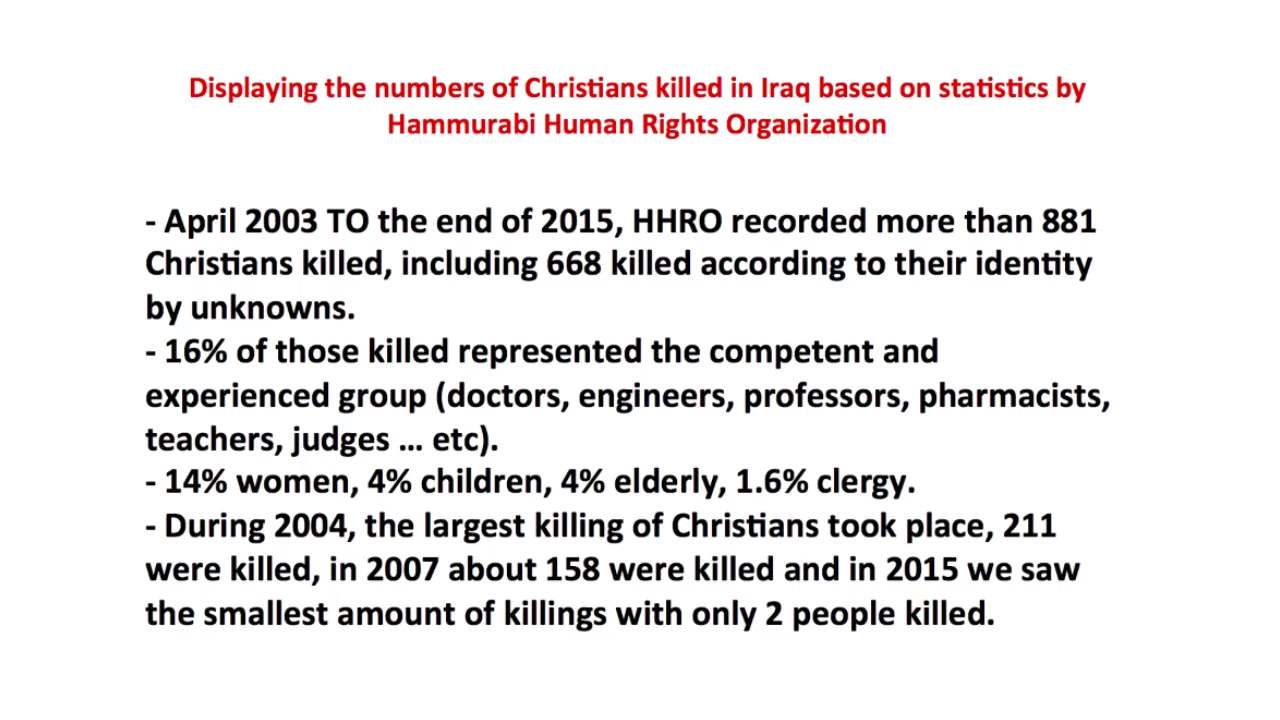 Displaying the numbers of Christians killed in Iraq based on statistics by
Hammurabi Human Rights Organization
- April 2003 TO the end of 2015, HHRO recorded more than 881
Christians killed, including 668 killed according to their identity
by unknowns.
- 16% of those killed represented the competent and
experienced group (doctors, engineers, professors, pharmacists,
teachers, judges … etc).
- 14% women, 4% children, 4% elderly, 1.6% clergy.
- During 2004, the largest killing of Christians took place, 211
were killed, in 2007 about 158 were killed and in 2015 we saw
the smallest amount of killings with only 2 people killed.